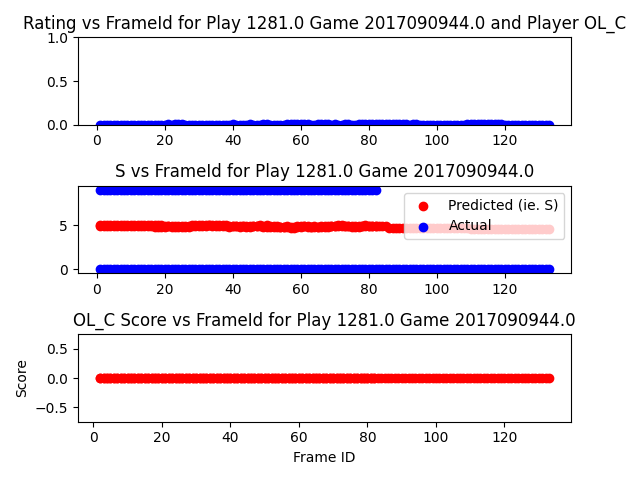 Rating vs FrameId for Play 1281.0 Game 2017090944.0 and Player OL_C
1.0
0.5
0.0
0 20 40 60 80 100 120
S vs FrameId for Play 1281.0 Game 2017090944.0
5
0
Predicted (ie. S)
Actual
0 20 40 60 80 100 120
OL_C Score vs FrameId for Play 1281.0 Game 2017090944.0
Score
0.5
0.0
−0.5
0 20 40 60 80 100 120
Frame ID